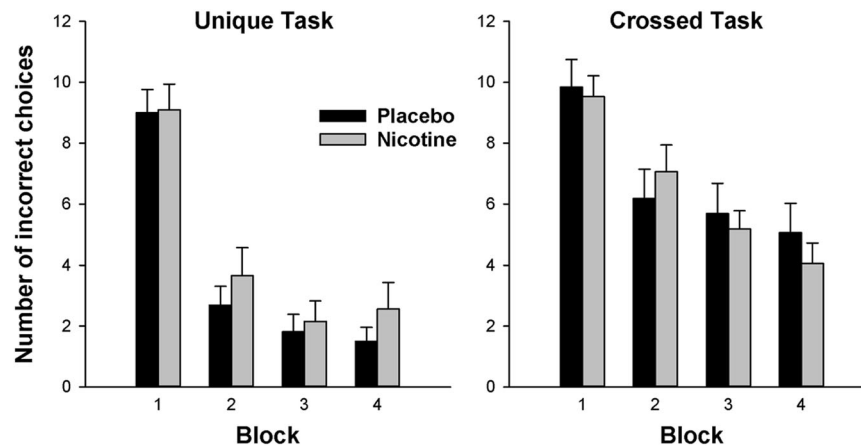 Unique Task
Crossed Task
Number of incorrect choices
12
10
8
6
4
2
0
Placebo
Nicotine
1 2 3 4
Block
12
10
8
6
4
2
0
1 2 3 4
Block